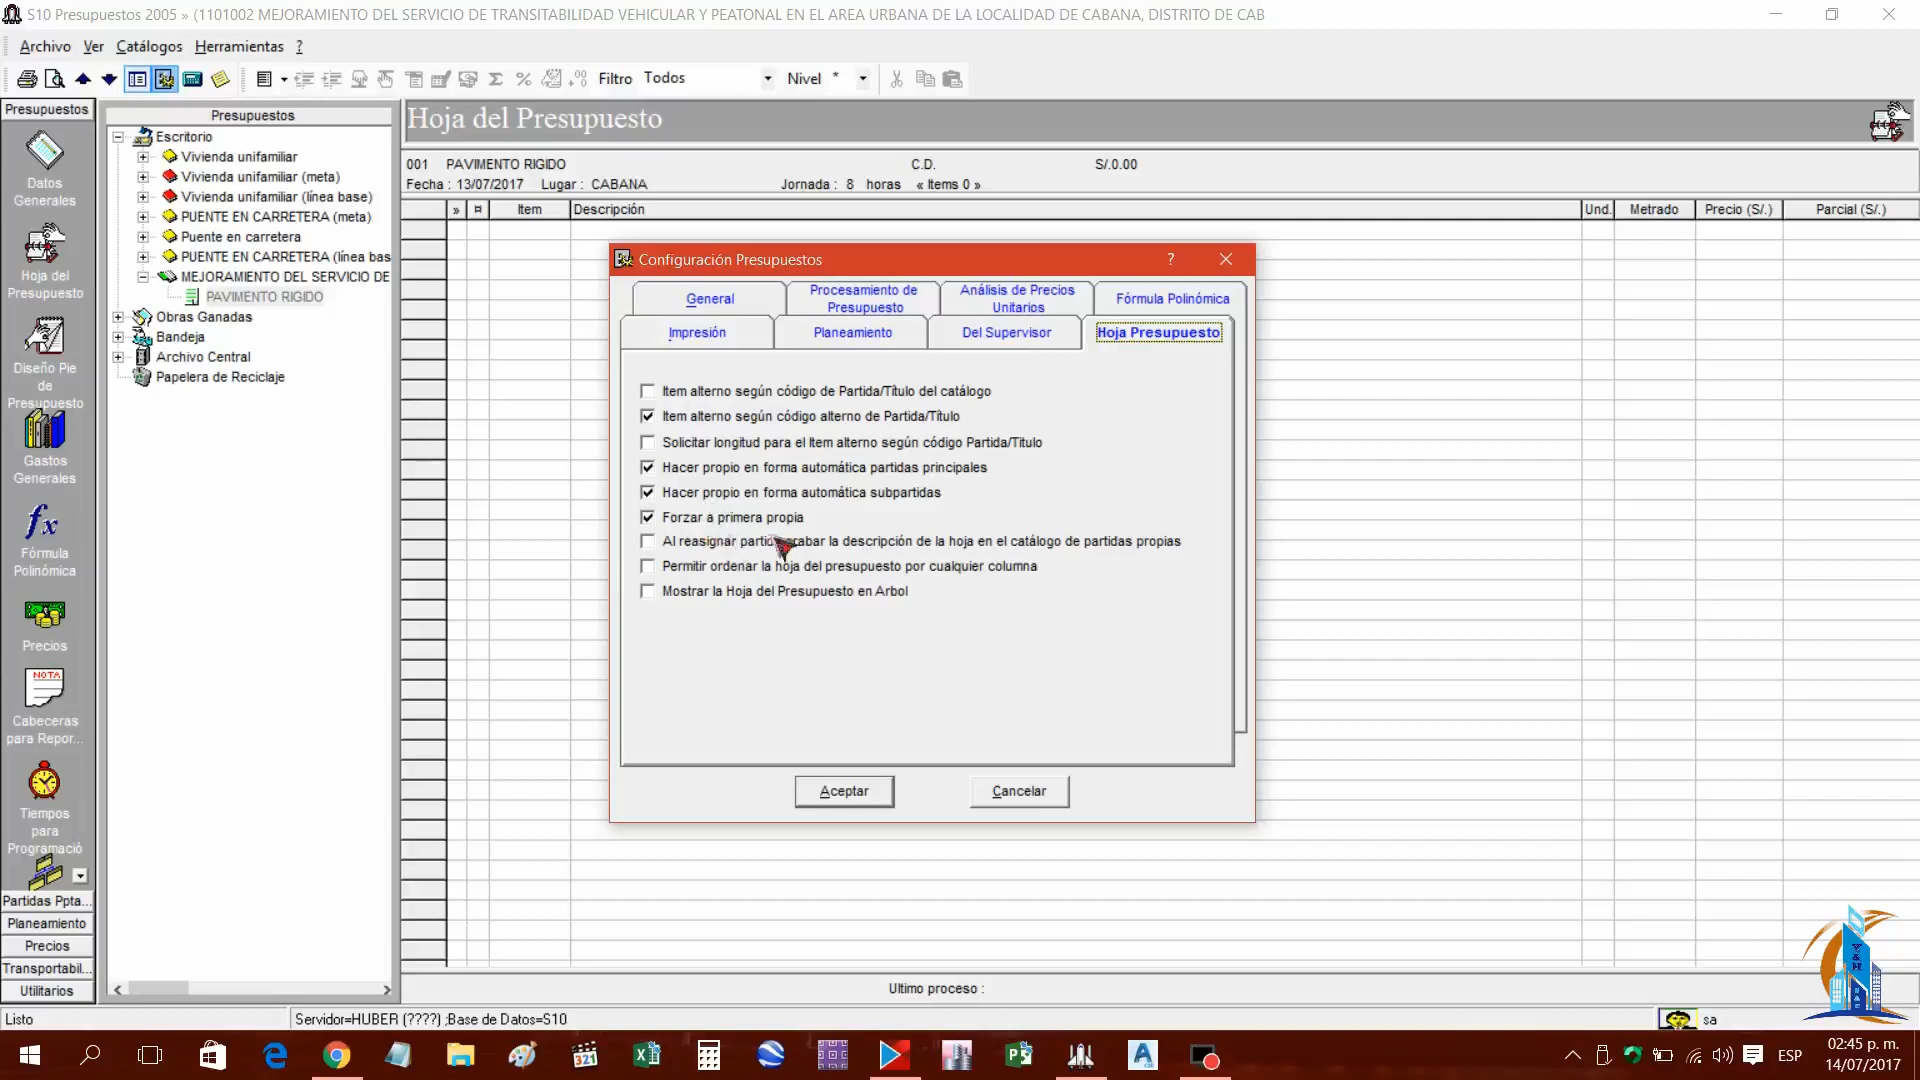 S10 Presupuestos 2005 » (1101002 MEJORAMIENTO DEL SERVICIO DE TRANSITABILIDAD VEHICULAR Y PEATONAL EN EL AREA URBANA DE LA LOCALIDAD DE CABANA, DISTRITO DE CAB
Archivo Ver Catálogos Herramientas ?
Filtro Todos Nivel *
Presupuestos
Datos
Generales
Hoja del
Presupuesto
Diseño Pie
de
Presupuesto
Gastos
Generales
fx
Fórmula
Polinómica
Precios
NOTA
Cabeceras
para Repor...
Tiempos
para
Programació
Partidas Ppta...
Planeamiento
Precios
Transportabil...
Utilitarios
Presupuestos
Escritorio
Vivienda unifamiliar
Vivienda unifamiliar (meta)
Vivienda unifamiliar (línea base)
PUENTE EN CARRETERA (meta)
Puente en carretera
PUENTE EN CARRETERA (línea bas
MEJORAMIENTO DEL SERVICIO DE
PAVIMENTO RIGIDO
Obras Ganadas
Bandeja
Archivo Central
Papelera de Reciclaje
Hoja del Presupuesto
001 PAVIMENTO RIGIDO C.D. S/.0.00
Fecha : 13/07/2017 Lugar : CABANA Jornada : 8 horas « Items 0 »
» ¤ Item Descripción Und. Metrado Precio (S/.) Parcial (S/.)
Configuración Presupuestos ?
General
Procesamiento de
Presupuesto
Análisis de Precios
Unitarios
Fórmula Polinómica
Impresión Planeamiento Del Supervisor Hoja Presupuesto
Item alterno según código de Partida/Título del catálogo
Item alterno según código alterno de Partida/Título
Solicitar longitud para el Item alterno según código Partida/Titulo
Hacer propio en forma automática partidas principales
Hacer propio en forma automática subpartidas
Forzar a primera propia
Al reasignar partid rabar la descripción de la hoja en el catálogo de partidas propias
Permitir ordenar la hoja del presupuesto por cualquier columna
Mostrar la Hoja del Presupuesto en Arbol
Aceptar Cancelar
Ultimo proceso :
Listo Servidor=HUBER (????) ;Base de Datos=S10 sa
321
ESP
02:45 p. m.
14/07/2017